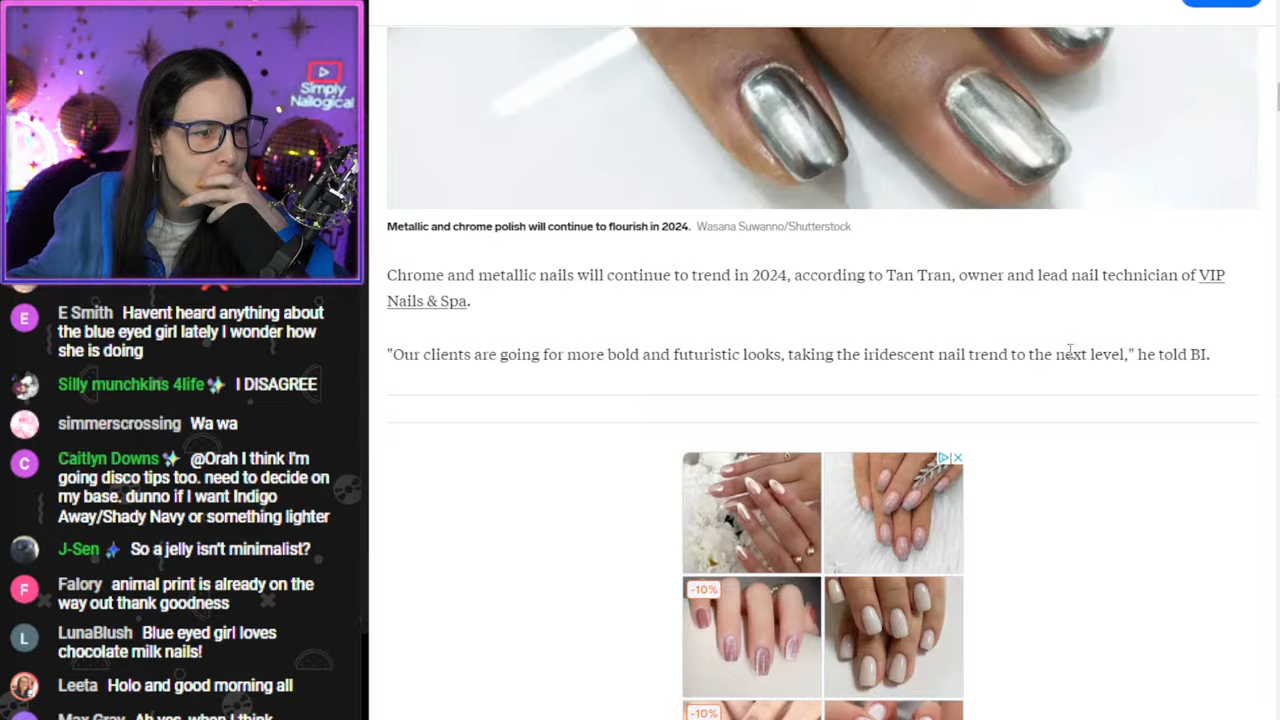 Simply
Nailogical
E Smith Havent heard anything about
the blue eyed girl lately I wonder how
she is doing
Silly munchkins 4life I DISAGREE
simmerscrossing Wa wa
Caitlyn Downs @Orah I think I'm
going disco tips too. need to decide on
my base. dunno if I want Indigo
Away/Shady Navy or something lighter
J-Sen So a jelly isn't minimalist?
Falory animal print is already on the
way out thank goodness
LunaBlush Blue eyed girl loves
chocolate milk nails!
Leeta Holo and good morning all
Max Gray Ah yes, when I think
Metallic and chrome polish will continue to flourish in 2024. Wasana Suwanno/Shutterstock
Chrome and metallic nails will continue to trend in 2024, according to Tan Tran, owner and lead nail technician of VIP
Nails & Spa.
"Our clients are going for more bold and futuristic looks, taking the iridescent nail trend to the next level," he told BI.
-10%
-10%
E
C
F
L